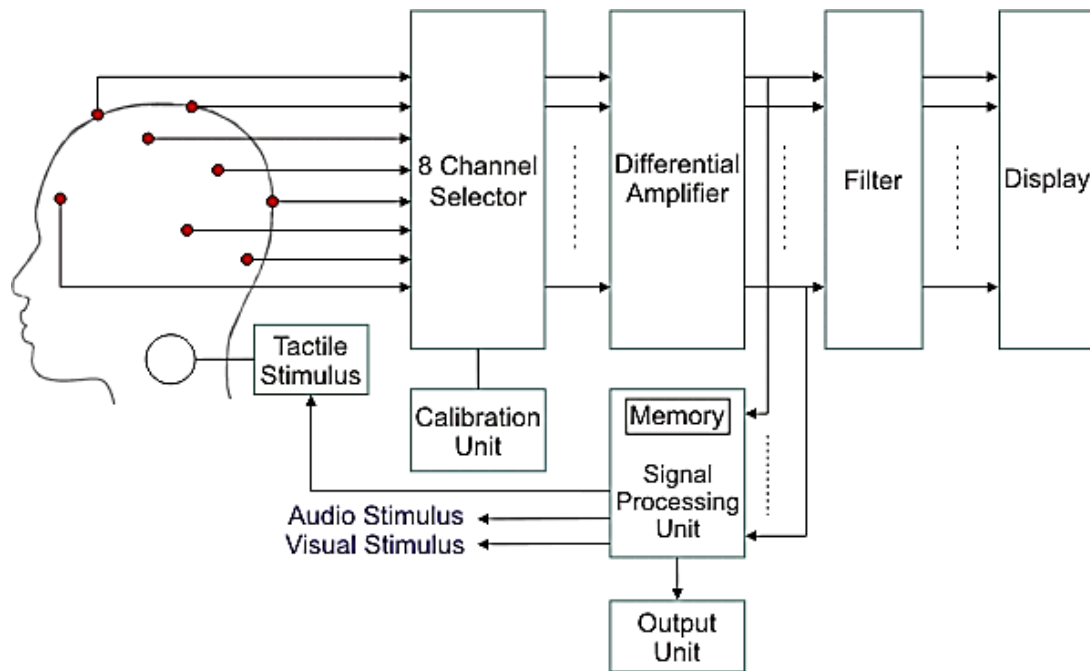 8 Channel
Selector
Differential
Amplifier
Filter
Display
Tactile
Stimulus
Calibration
Unit
Memory
Signal
Processing
Unit
Audio Stimulus
Visual Stimulus
Output
Unit